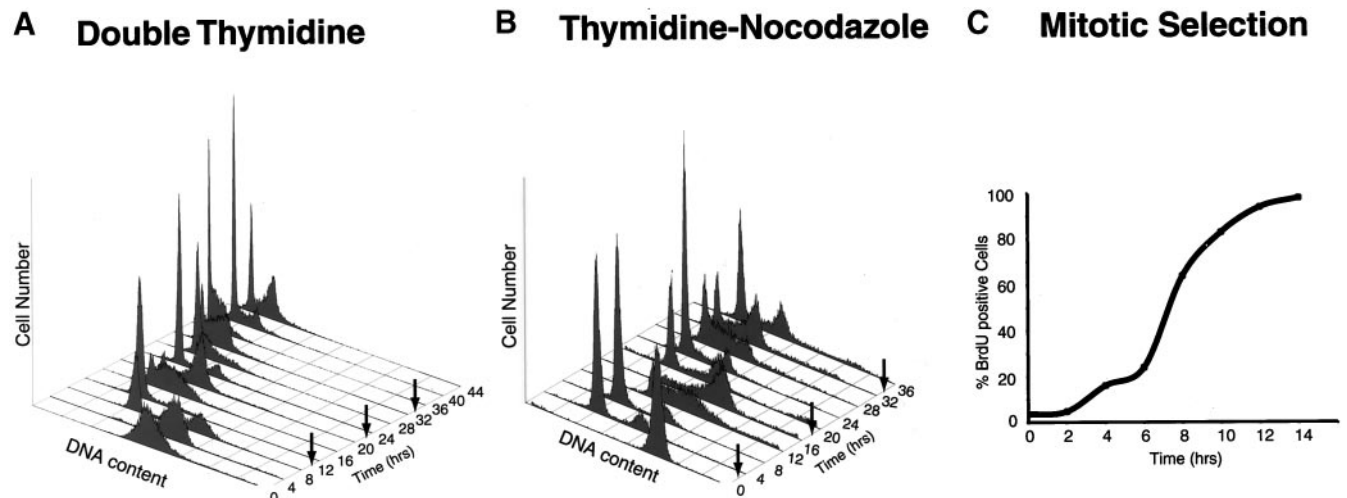 A
Double Thymidine
Cell Number
DNA content
Time (hrs)
0 4 8 12 16 20 24 28 32 36 40 44
B
Thymidine-Nocodazole
Cell Number
DNA content
Time (hrs)
0 4 8 12 16 20 24 28 32 36
C
Mitotic Selection
% BrdU positive Cells
100
80
60
40
20
0
0 2 4 6 8 10 12 14
Time (hrs)